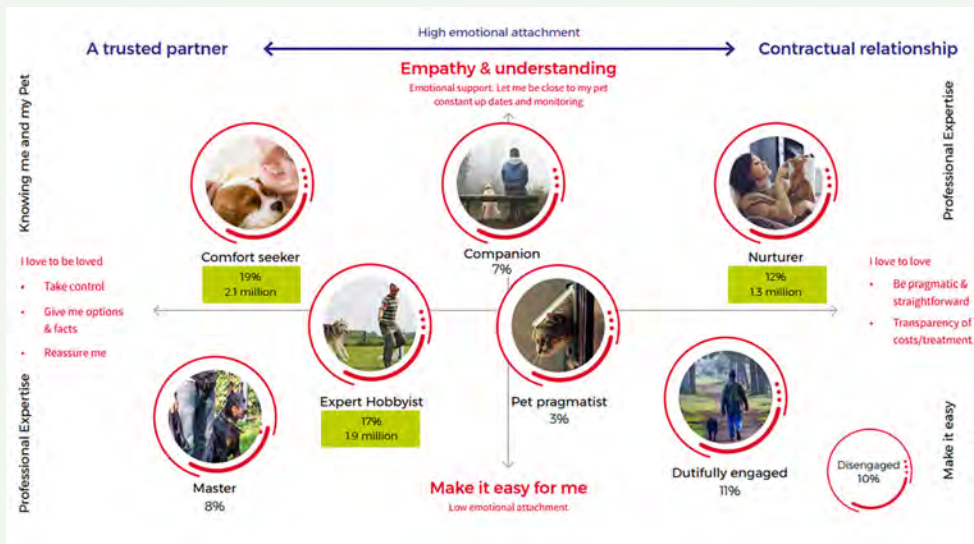 A trusted partner
High emotional attachment
Contractual relationship
Empathy & understanding
Emotional support. Let me be close to my pet
constant up dates and monitoring
Knowing me and my Pet
Professional Expertise
Comfort seeker
19%
2.1 million
Companion
7%
Nurturer
12%
1.3 million
I love to be loved
• Take control
• Give me options
& facts
• Reassure me
I love to love
• Be pragmatic &
straightforward
• Transparency of
costs/treatment
Expert Hobbyist
17%
1.9 million
Pet pragmatist
3%
Professional Expertise
Make it easy
Master
8%
Make it easy for me
Low emotional attachment
Dutifully engaged
11%
Disengaged
10%